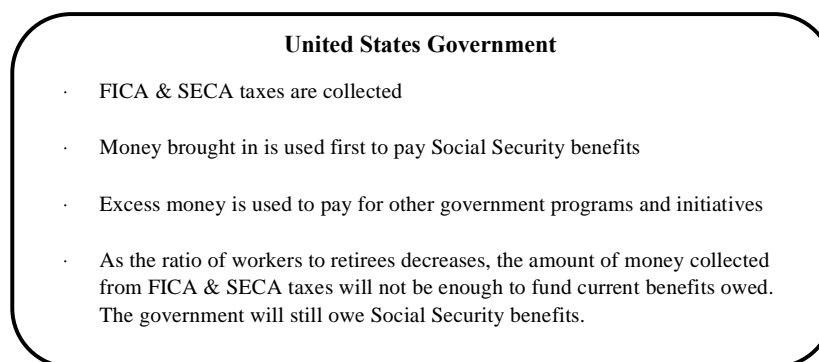 United States Government
· FICA & SECA taxes are collected
· Money brought in is used first to pay Social Security benefits
· Excess money is used to pay for other government programs and initiatives
· As the ratio of workers to retirees decreases, the amount of money collected
from FICA & SECA taxes will not be enough to fund current benefits owed.
The government will still owe Social Security benefits.